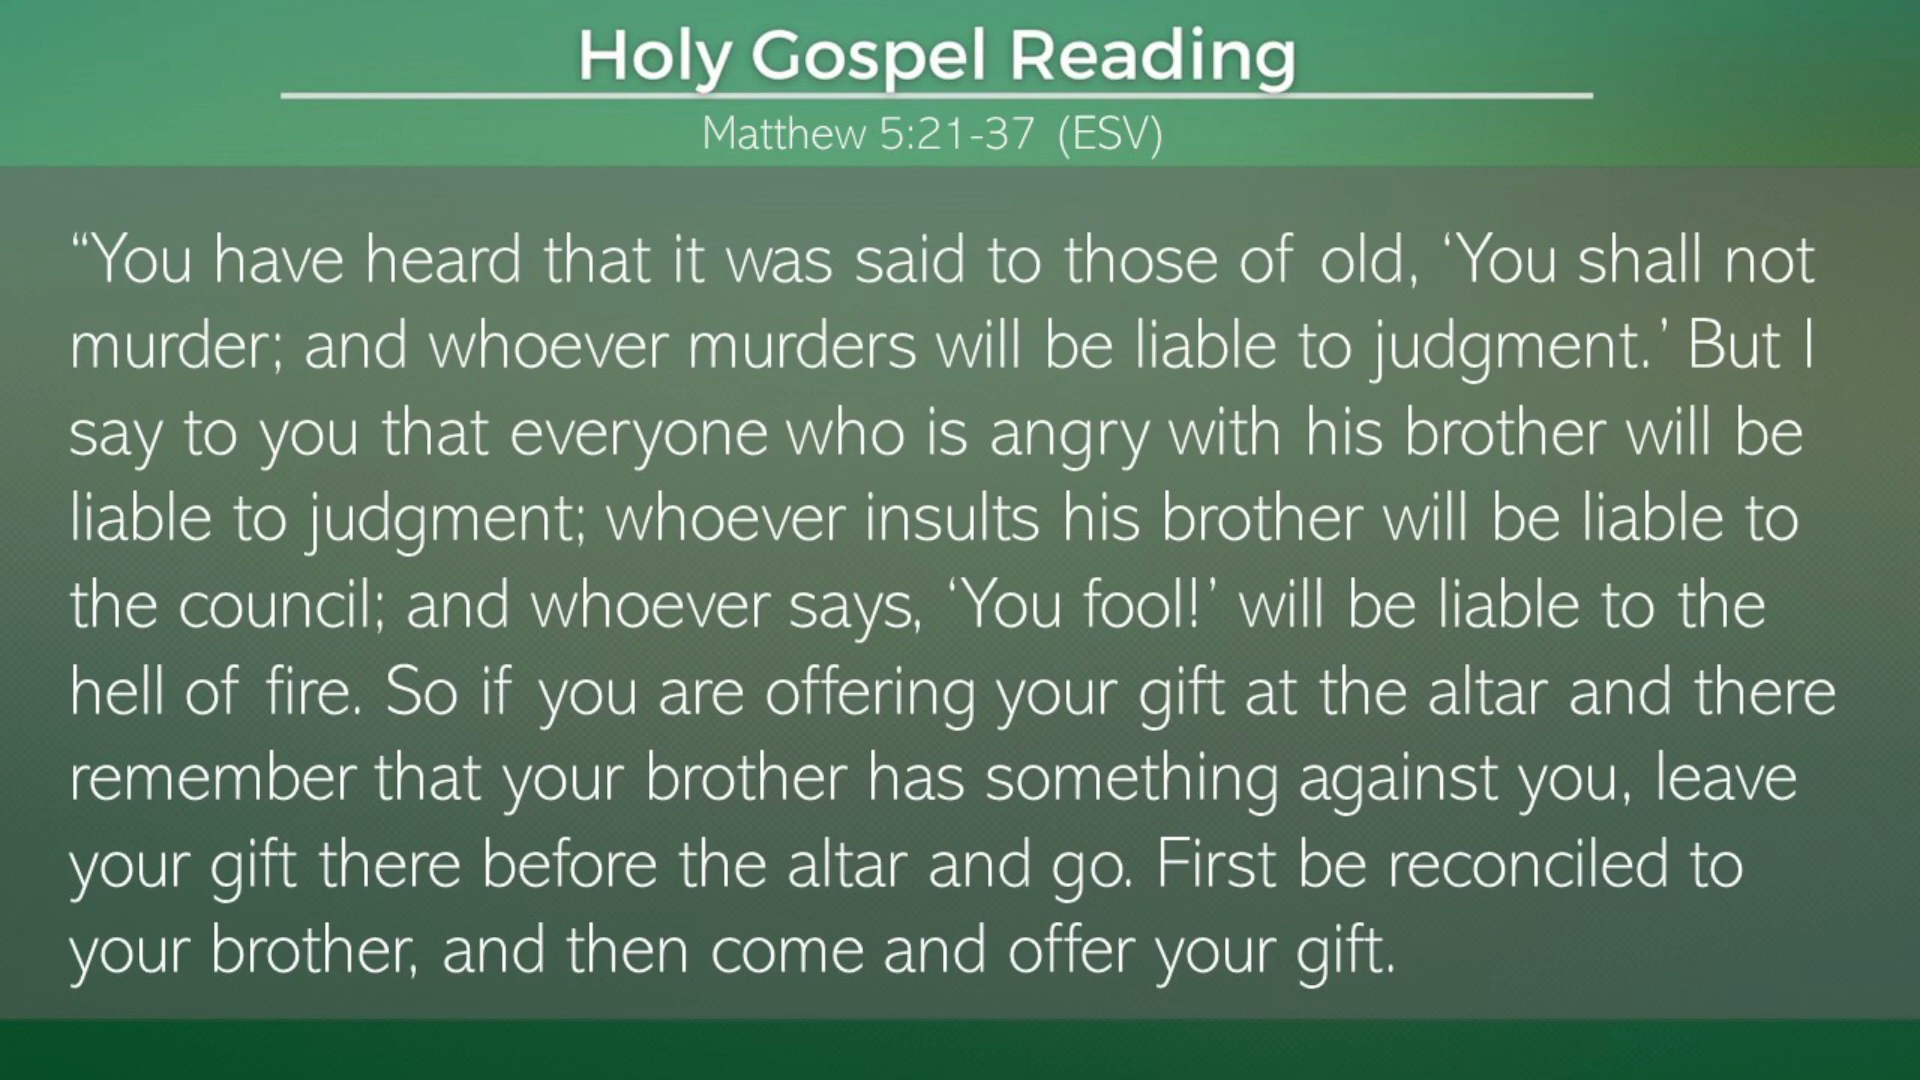 Holy Gospel Reading
Matthew 5:21-37 (ESV)
“You have heard that it was said to those of old, ‘You shall not
murder; and whoever murders will be liable to judgment.’ But I
say to you that everyone who is angry with his brother will be
liable to judgment; whoever insults his brother will be liable to
the council; and whoever says, ‘You fool!’ will be liable to the
hell of fire. So if you are offering your gift at the altar and there
remember that your brother has something against you, leave
your gift there before the altar and go. First be reconciled to
your brother, and then come and offer your gift.